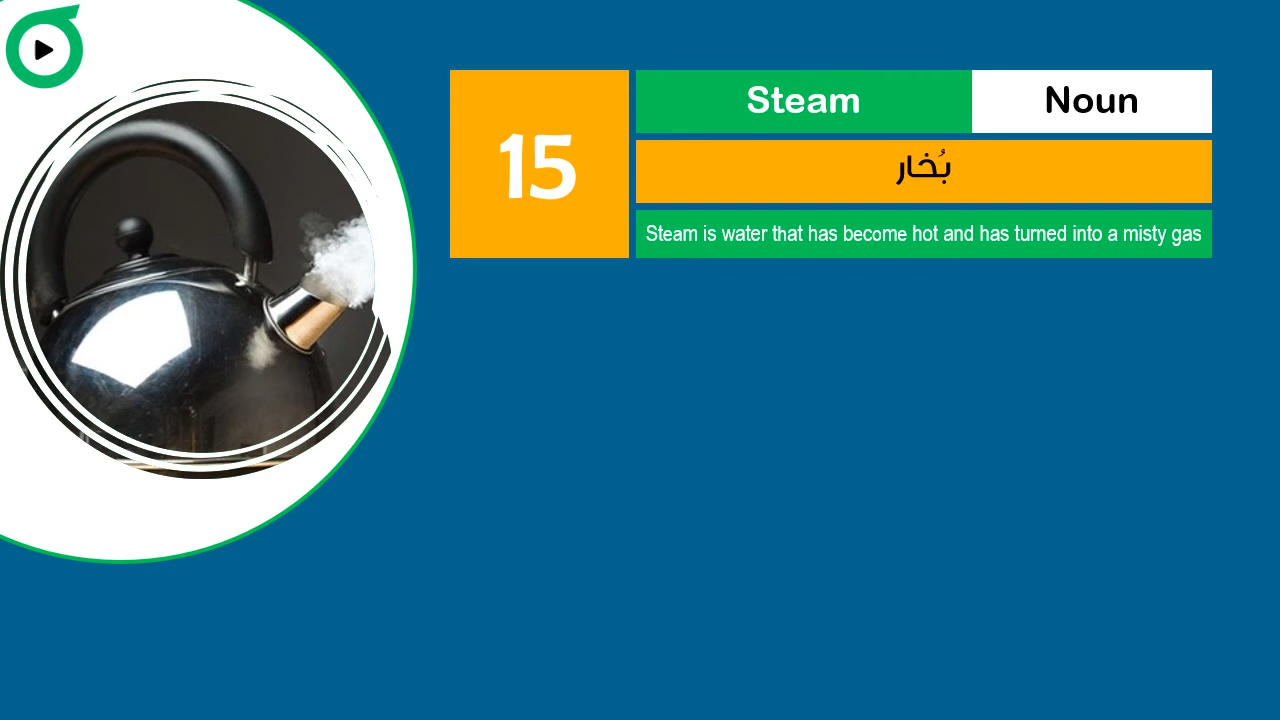 15
Steam
Noun
بُخار
Steam is water that has become hot and has turned into a misty gas